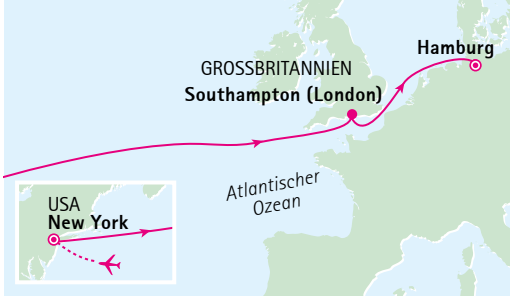 Hamburg
GROSSBRITANNIEN
Southampton (London)
Atlantischer
Ozean
USA
New York